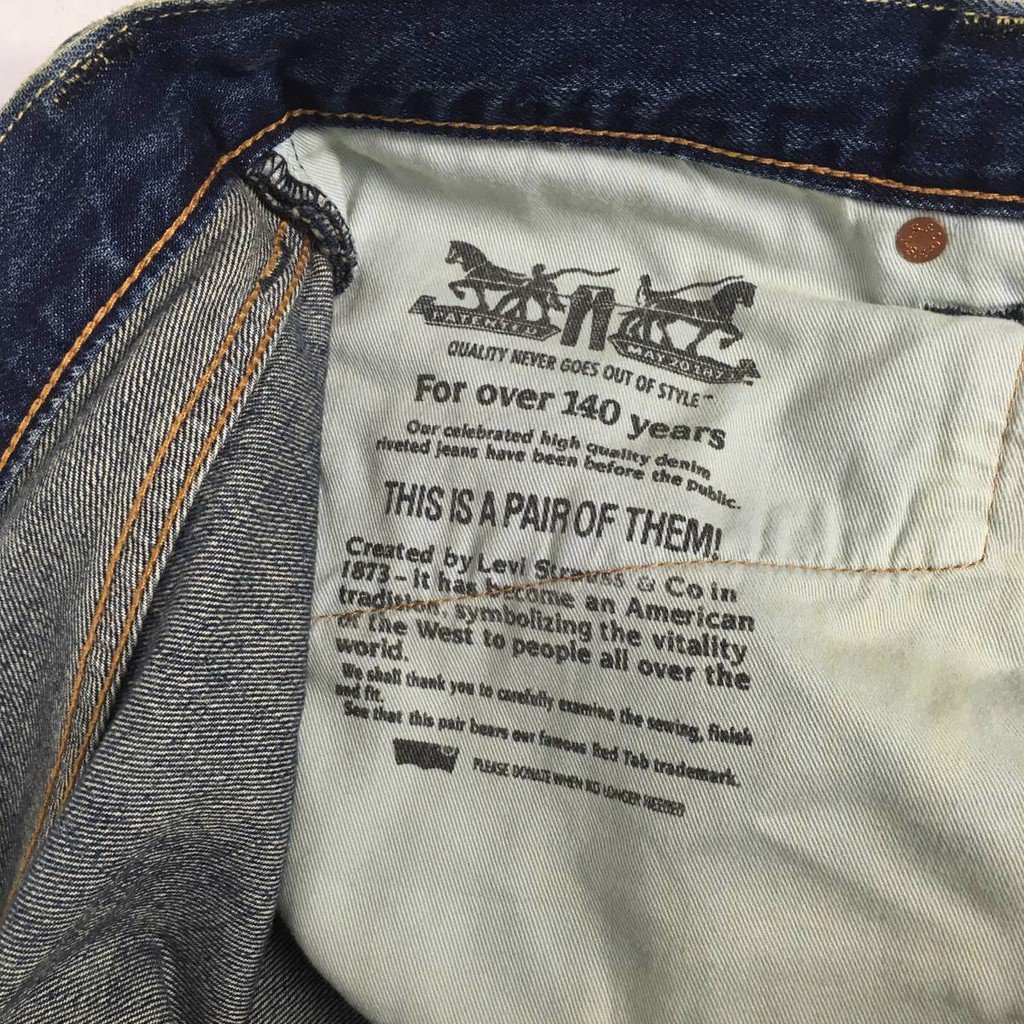 PATENTED
QUALITY NEVER GOES OUT OF STYLE™
For over 140 years
Our celebrated high quality denim
riveted jeans have been before the Public.
THIS IS A PAIR OF THEM!
Created by Levi Strauss & Co in
1873 - it has become an American
tradition, symbolizing the vitality
of the West to people all over the
world.
We shall thank you to carefully examine the sewing, finish
and fit.
See that this pair bears our famous Red Tab trademark.
PLEASE DONATE WHEN NO LONGER NEEDED